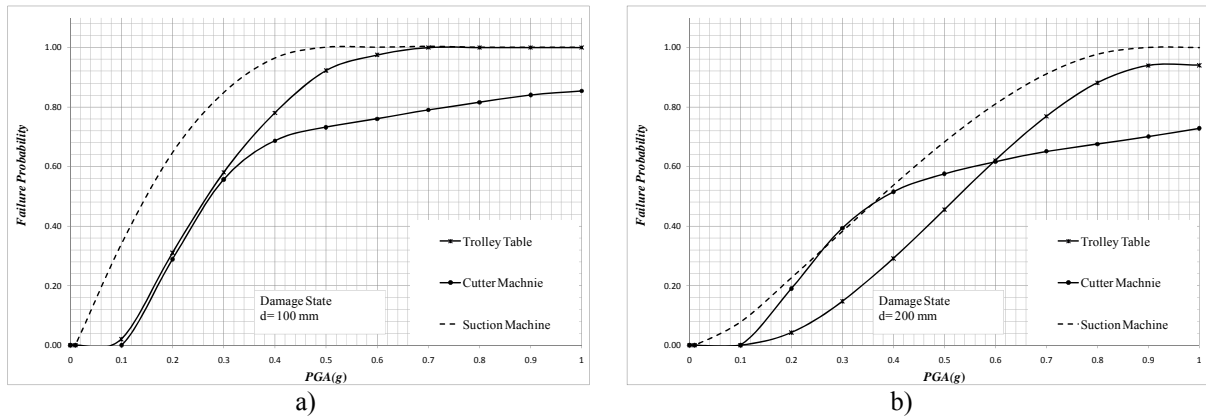 Failure Probability
1.00
0.80
0.60
0.40
0.20
0.00
Trolley Table
Cutter Machnie
Suction Machine
Damage State
d= 100 mm
0 0.1 0.2 0.3 0.4 0.5 0.6 0.7 0.8 0.9 1
PGA(g)
a)
Failure Probability
1.00
0.80
0.60
0.40
0.20
0.00
Trolley Table
Cutter Machnie
Suction Machine
Damage State
d= 200 mm
0 0.1 0.2 0.3 0.4 0.5 0.6 0.7 0.8 0.9 1
PGA(g)
b)